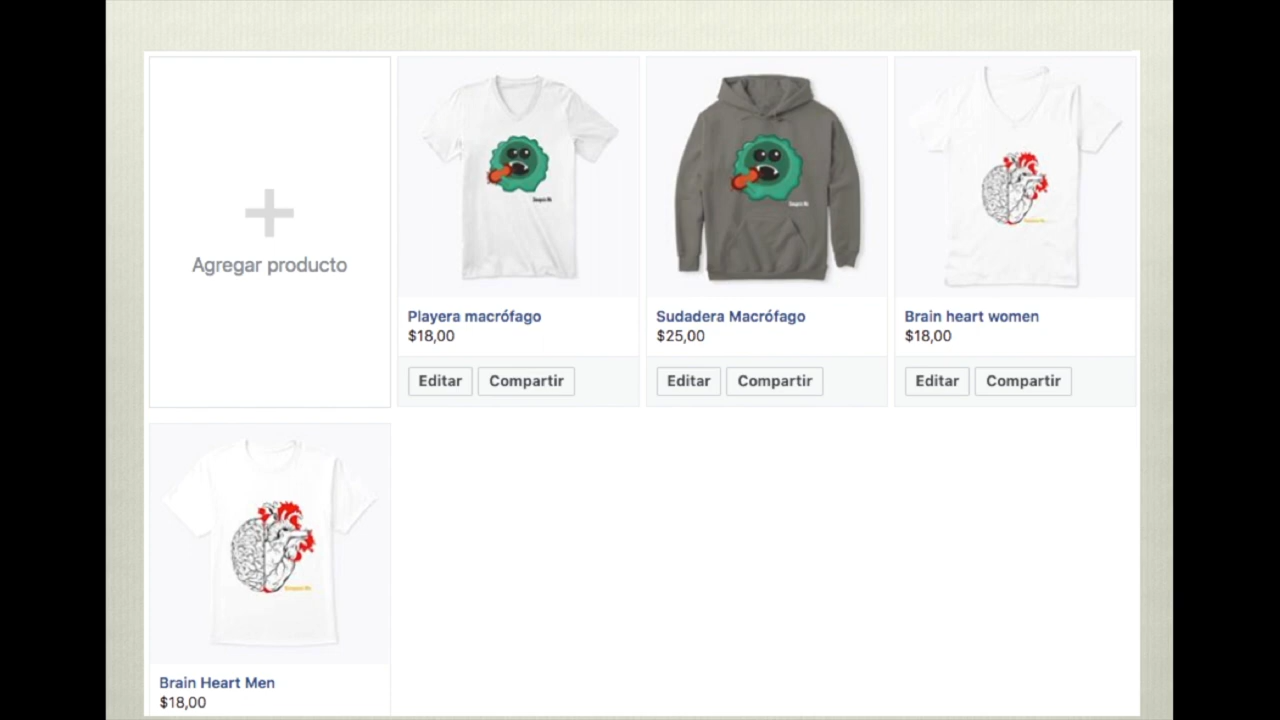 Agregar producto
Playera macrófago
$18,00
Editar
Compartir
Sudadera Macrófago
$25,00
Editar
Compartir
Brain heart women
$18,00
Editar
Compartir
Brain Heart Men
$18,00